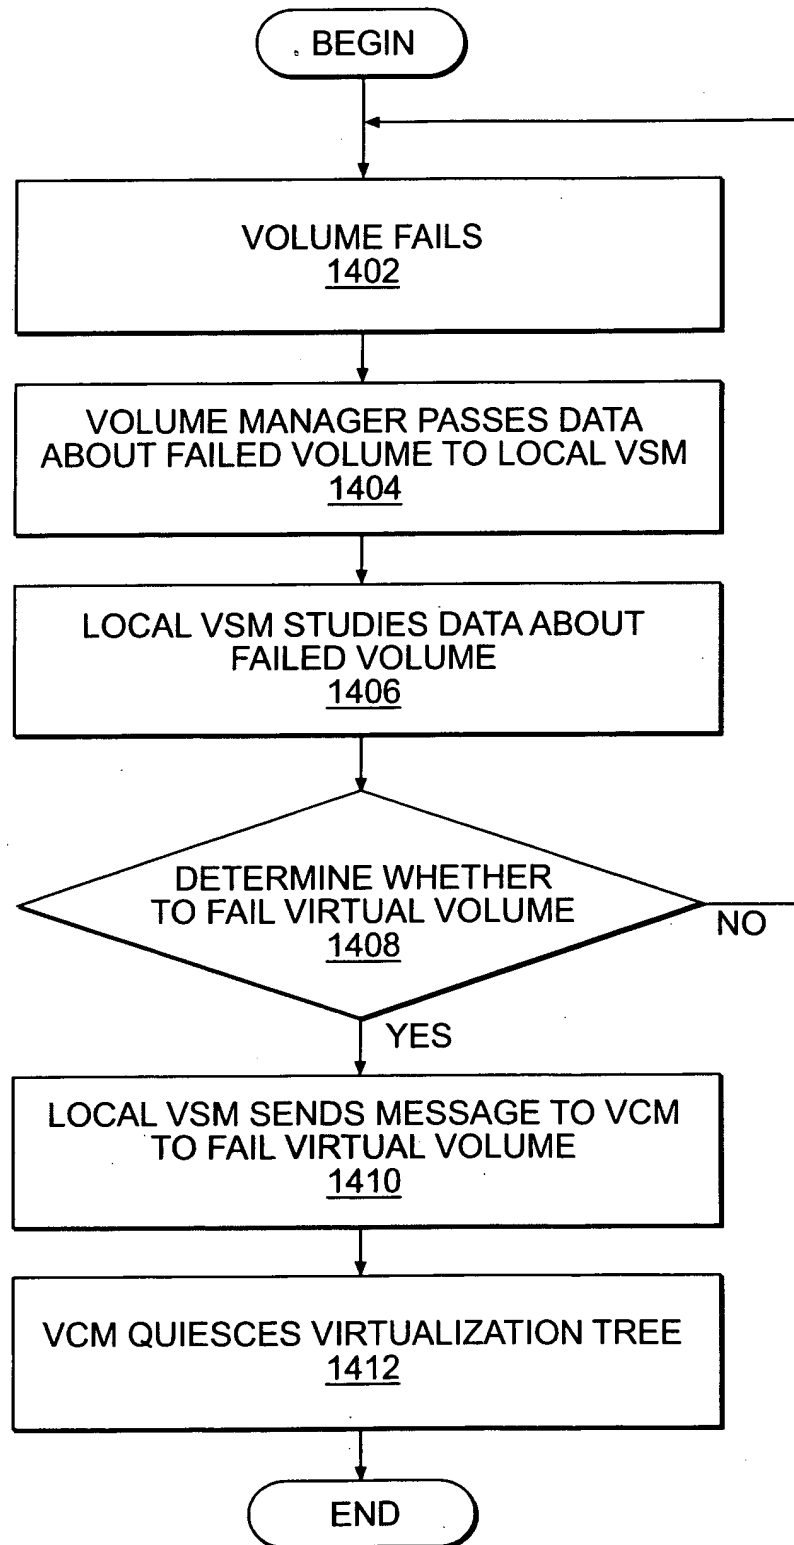 BEGIN
VOLUME FAILS
1402
VOLUME MANAGER PASSES DATA
ABOUT FAILED VOLUME TO LOCAL VSM
1404
LOCAL VSM STUDIES DATA ABOUT
FAILED VOLUME
1406
DETERMINE WHETHER
TO FAIL VIRTUAL VOLUME
1408
NO
YES
LOCAL VSM SENDS MESSAGE TO VCM
TO FAIL VIRTUAL VOLUME
1410
VCM QUIESCES VIRTUALIZATION TREE
1412
END